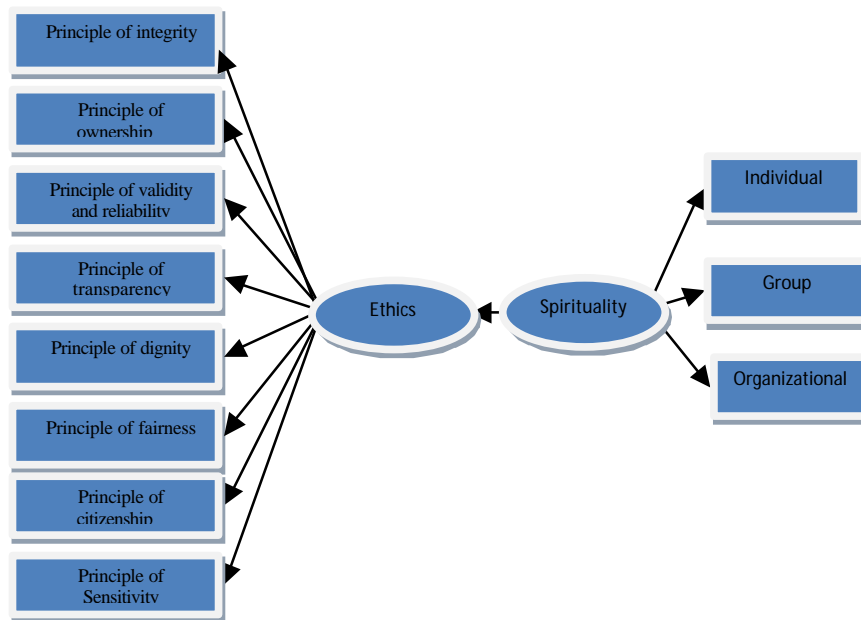 Principle of integrity
Principle of
ownership
Principle of validity
and reliability
Principle of
transparency
Principle of dignity
Principle of fairness
Principle of
citizenship
Principle of
Sensitivity
Ethics
Spirituality
Individual
Group
Organizational